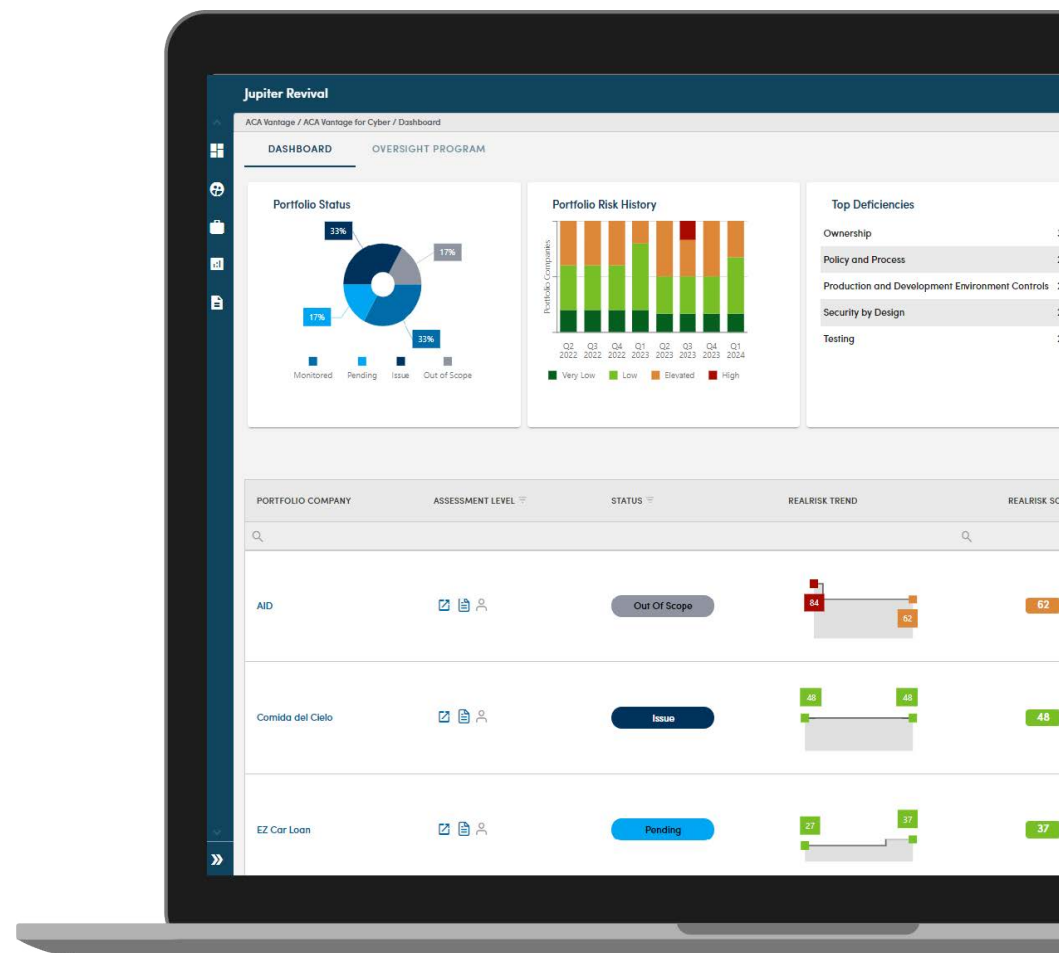 Jupiter Revival
ACA Vantage / ACA Vantage for Cyber / Dashboard
DASHBOARD OVERSIGHT PROGRAM
Portfolio Status
33%
17%
17%
33%
Monitored Pending Issue Out of Scope
Portfolio Risk History
Portfolio Companies
Q2 Q3 Q4 Q1 Q2 Q3 Q4 Q1
2022 2022 2022 2023 2023 2023 2023 2024
Very Low Low Elevated High
Top Deficiencies
Ownership
Policy and Process
Production and Development Environment Controls
Security by Design
Testing
PORTFOLIO COMPANY ASSESSMENT LEVEL STATUS REALRISK TREND REALRISK SC
AID Out Of Scope 84 62 62
Comida del Cielo Issue 48 48 48
EZ Car Loan Pending 27 37 37